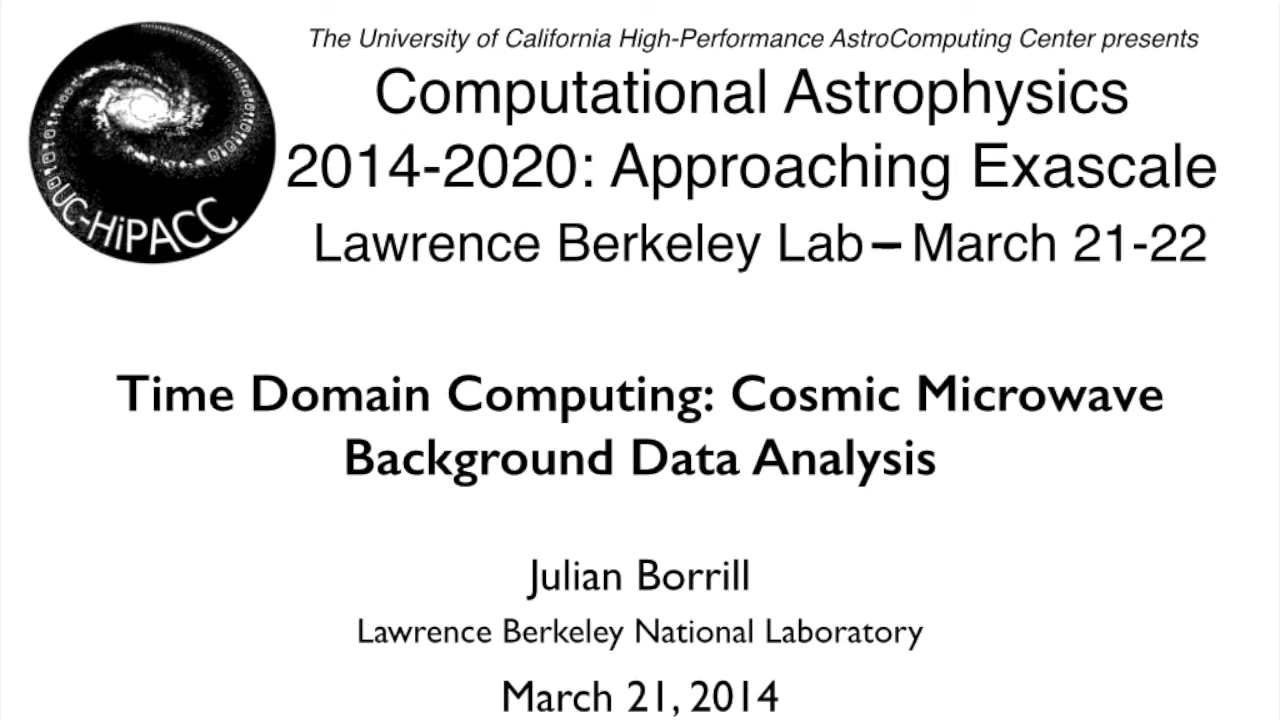 The University of California High-Performance AstroComputing Center presents
Computational Astrophysics
2014-2020: Approaching Exascale
Lawrence Berkeley Lab – March 21-22
UC-HiPACC
Time Domain Computing: Cosmic Microwave
Background Data Analysis
Julian Borrill
Lawrence Berkeley National Laboratory
March 21, 2014